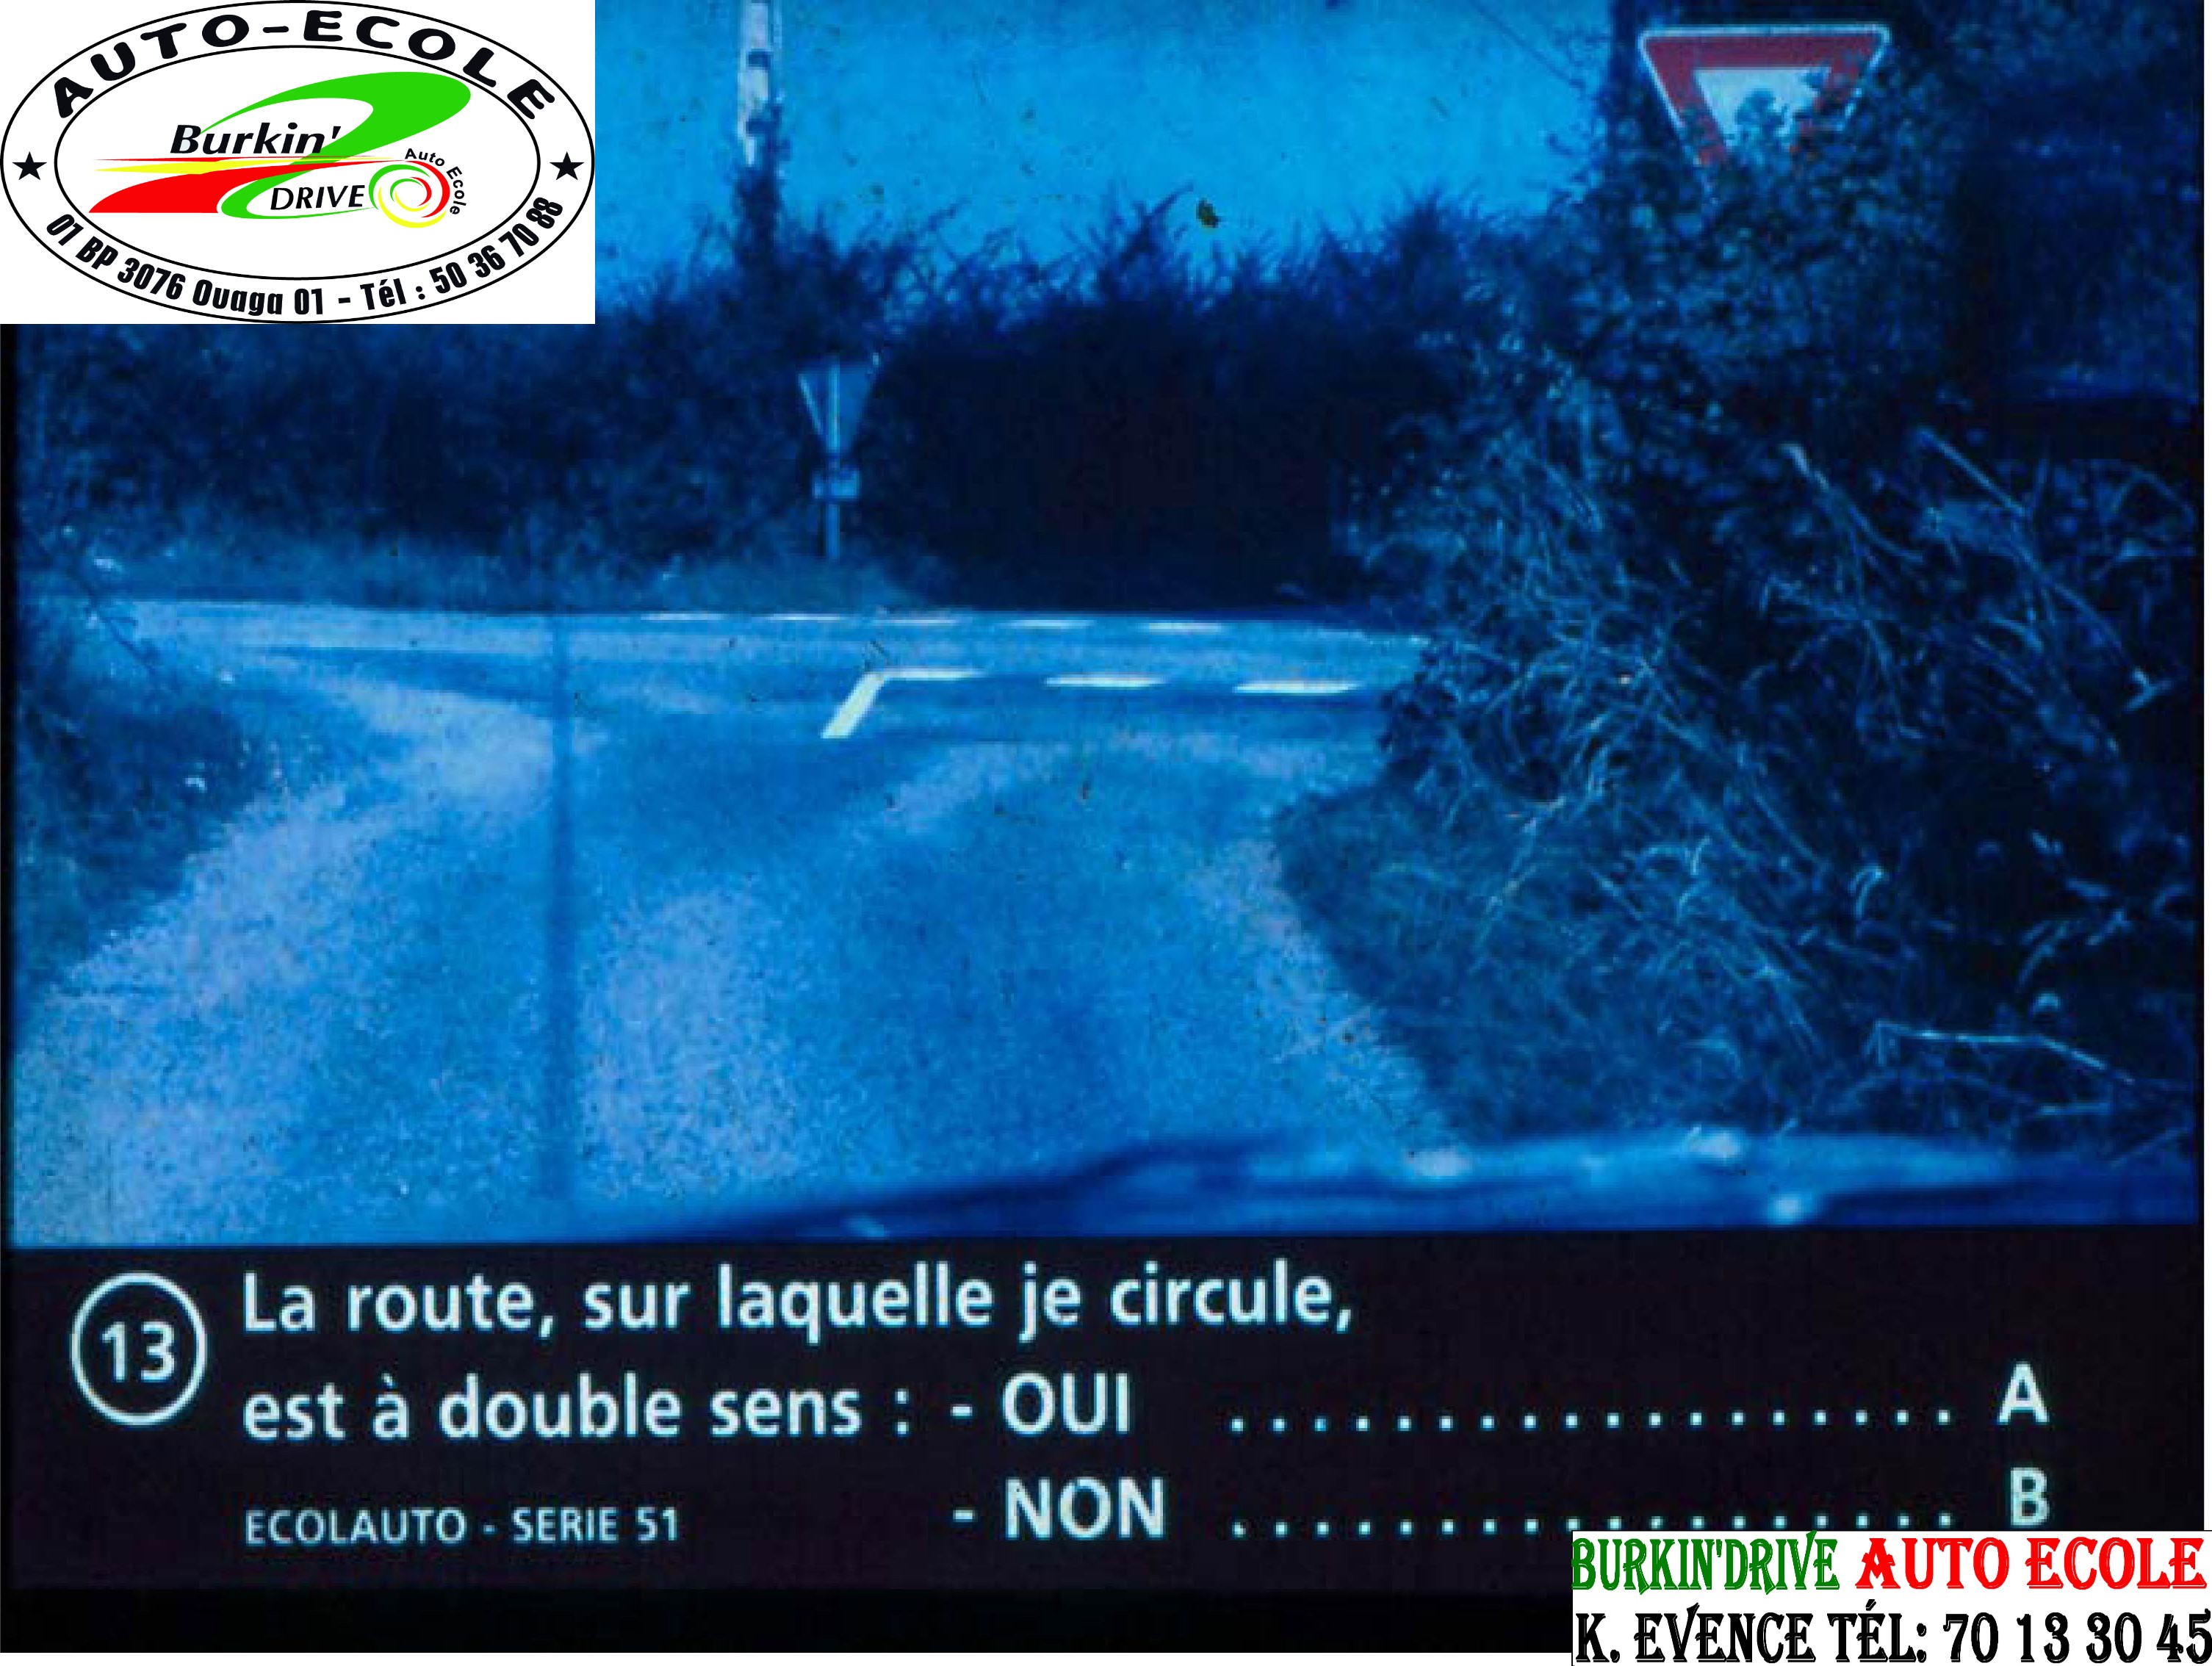 AUTO-ECOLE
Burkin'
DRIVE
Auto Ecole
01 BP 3076 Ouaga 01 - Tél : 50 36 70 88
13
La route, sur laquelle je circule,
est à double sens : - OUI .................. A
- NON .................. B
ECOLAUTO - SERIE 51
BURKIN'DRIVE AUTO ECOLE
K. EVENCE TÉL: 70 13 30 45